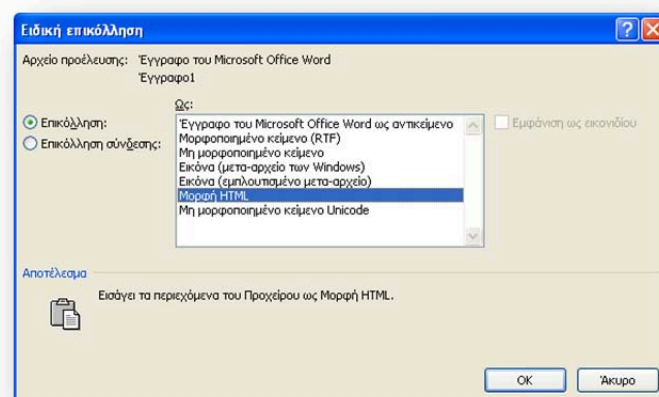 Ειδική επικόλληση
Αρχείο προέλευσης: Έγγραφο του Microsoft Office Word
Έγγραφο1
Ως:
Επικόλληση:
Επικόλληση σύνδεσης:
Έγγραφο του Microsoft Office Word ως αντικείμενο
Μορφοποιημένο κείμενο (RTF)
Μη μορφοποιημένο κείμενο
Εικόνα (μετα-αρχείο των Windows)
Εικόνα (εμπλουτισμένο μετα-αρχείο)
Μορφή HTML
Μη μορφοποιημένο κείμενο Unicode
Εμφάνιση ως εικονιδίου
Αποτέλεσμα
Εισάγει τα περιεχόμενα του Προχείρου ως Μορφή HTML.
OK
Άκυρο